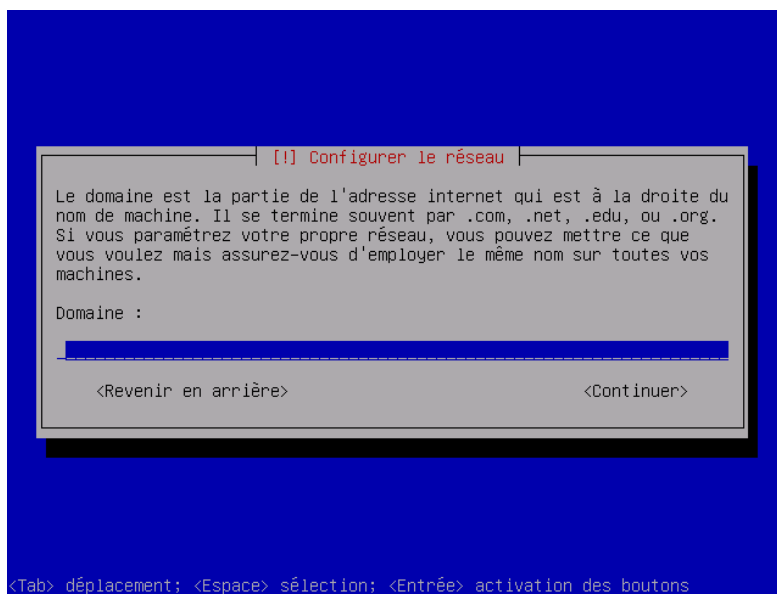 [!] Configurer le réseau
Le domaine est la partie de l'adresse internet qui est à la droite du
nom de machine. Il se termine souvent par .com, .net, .edu, ou .org.
Si vous paramétrez votre propre réseau, vous pouvez mettre ce que
vous voulez mais assurez-vous d'employer le même nom sur toutes vos
machines.
Domaine :
<Revenir en arrière> <Continuer>
<Tab> déplacement; <Espace> sélection; <Entrée> activation des boutons